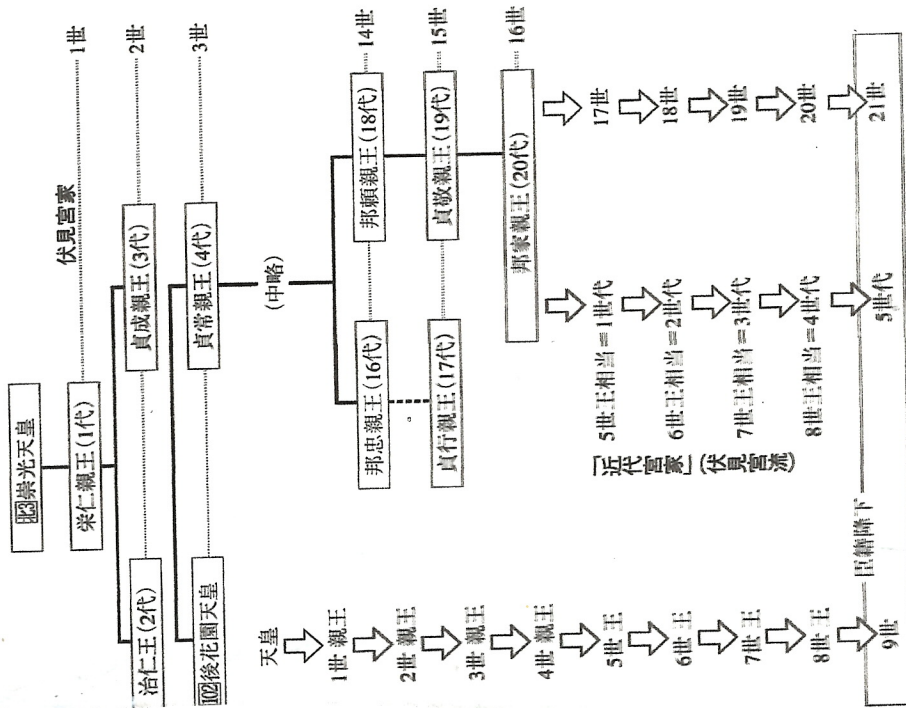 伏見宮家
北3崇光天皇
栄仁親王(1代)
1世
治仁王(2代)
貞成親王(3代)
2世
102後花園天皇
貞常親王(4代)
3世
(中略)
邦忠親王(16代)
邦頼親王(18代)
14世
貞行親王(17代)
貞敬親王(19代)
15世
邦家親王(20代)
16世
天皇
1世 親王
2世 親王
3世 親王
4世 親王
5世 王
6世 王
7世 王
8世 王
9世
臣籍降下
「近代宮家」(伏見宮流)
5世王相当=1世代
6世王相当=2世代
7世王相当=3世代
8世王相当=4世代
5世代
17世
18世
19世
20世
21世